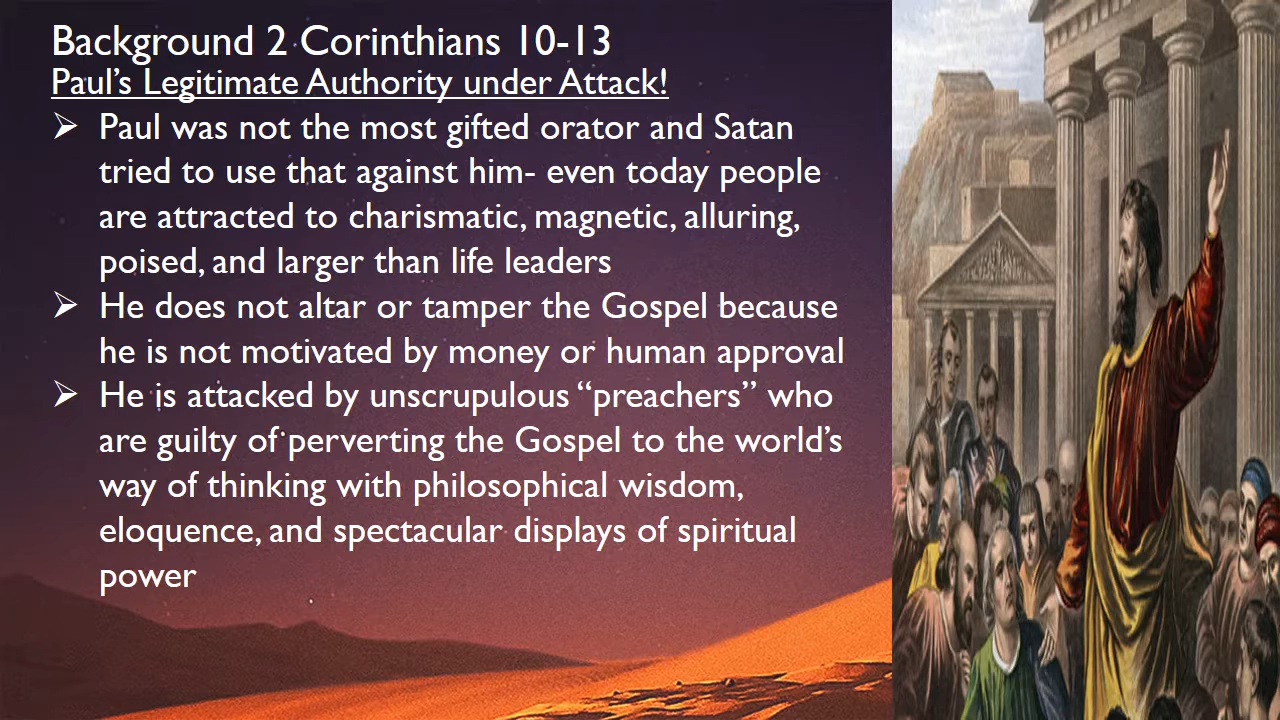 Background 2 Corinthians 10-13
Paul's Legitimate Authority under Attack!
➢ Paul was not the most gifted orator and Satan
tried to use that against him- even today people
are attracted to charismatic, magnetic, alluring,
poised, and larger than life leaders
➢ He does not altar or tamper the Gospel because
he is not motivated by money or human approval
➢ He is attacked by unscrupulous “preachers” who
are guilty of perverting the Gospel to the world's
way of thinking with philosophical wisdom,
eloquence, and spectacular displays of spiritual
power